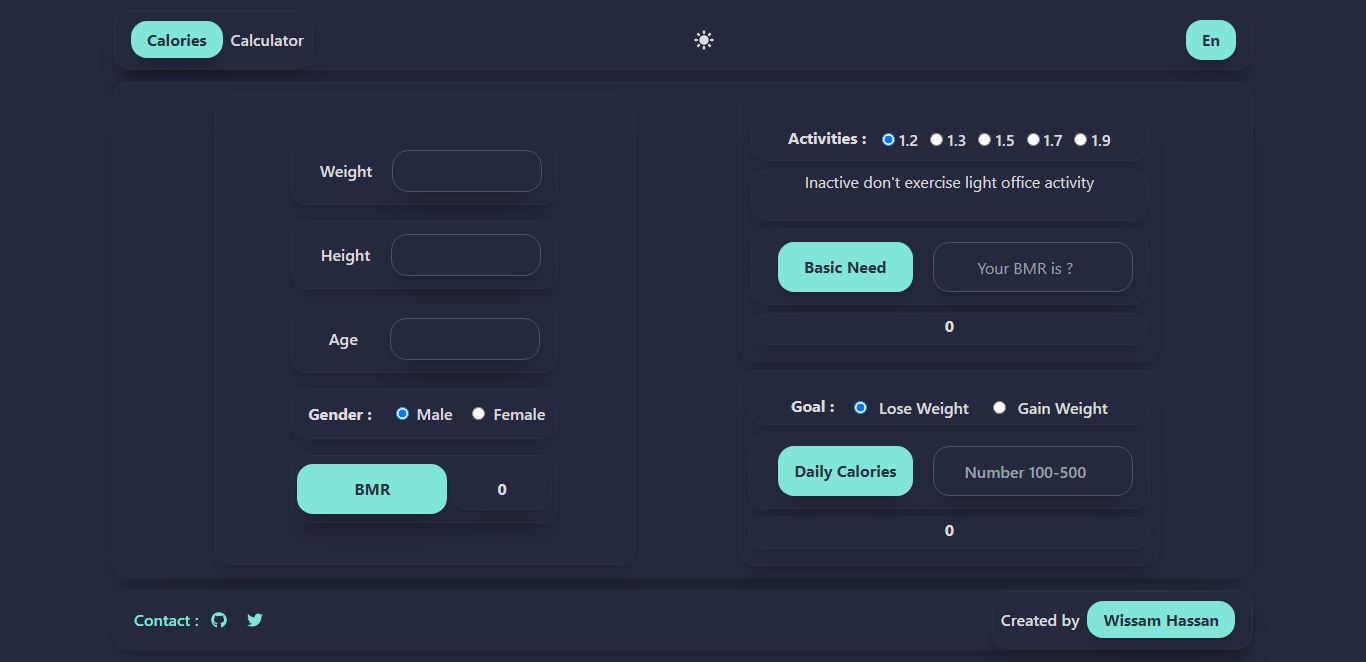 Calories Calculator
En
Weight
Height
Age
Gender : Male Female
BMR 0
Activities : 1.2 1.3 1.5 1.7 1.9
Inactive don't exercise light office activity
Basic Need Your BMR is ?
0
Goal : Lose Weight Gain Weight
Daily Calories Number 100-500
0
Contact :
Created by Wissam Hassan